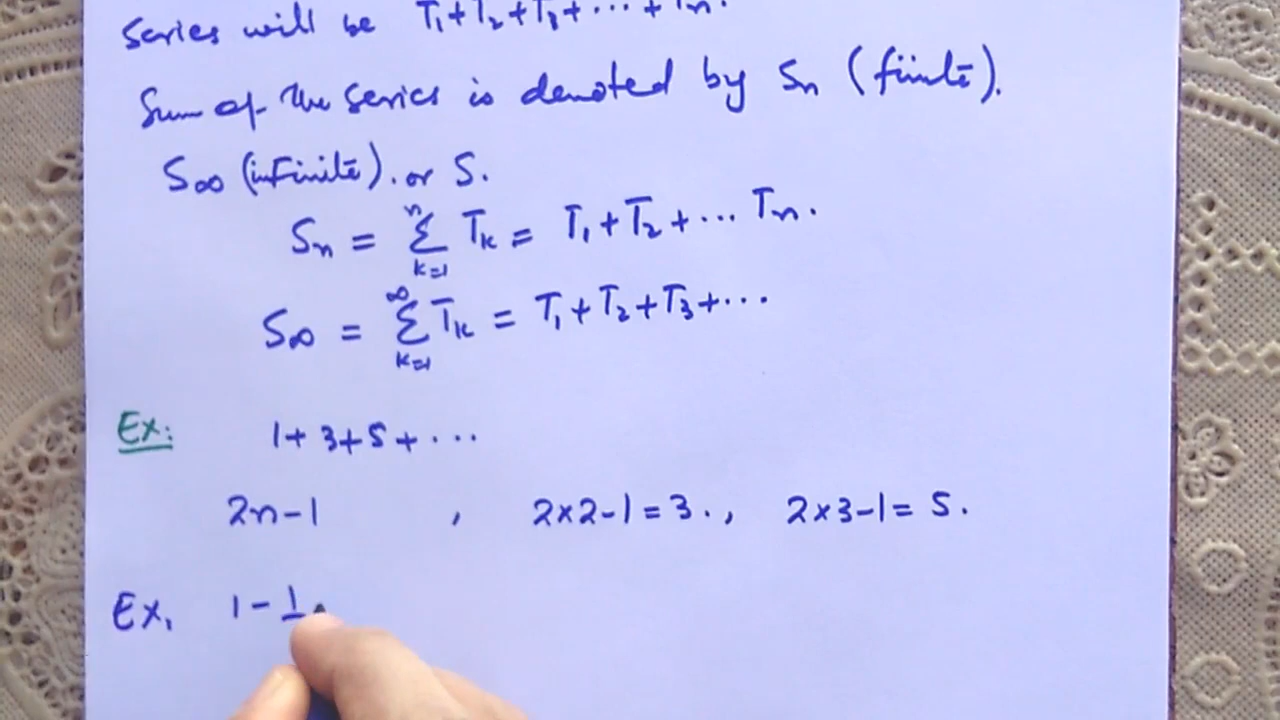 series will be T₁+T₂+T₃+...+Tₙ.
Sum of the series is denoted by Sₙ (finite).
S∞ (infinite). or S.
Sₙ = ∑ₖ₌₁ⁿ Tₖ = T₁+T₂+... Tₙ.
S∞ = ∑ₖ₌₁^∞ Tₖ = T₁+T₂+T₃+...
Ex: 1+3+5+...
2n-1 , 2×2-1=3., 2×3-1=5.
Ex, 1-1